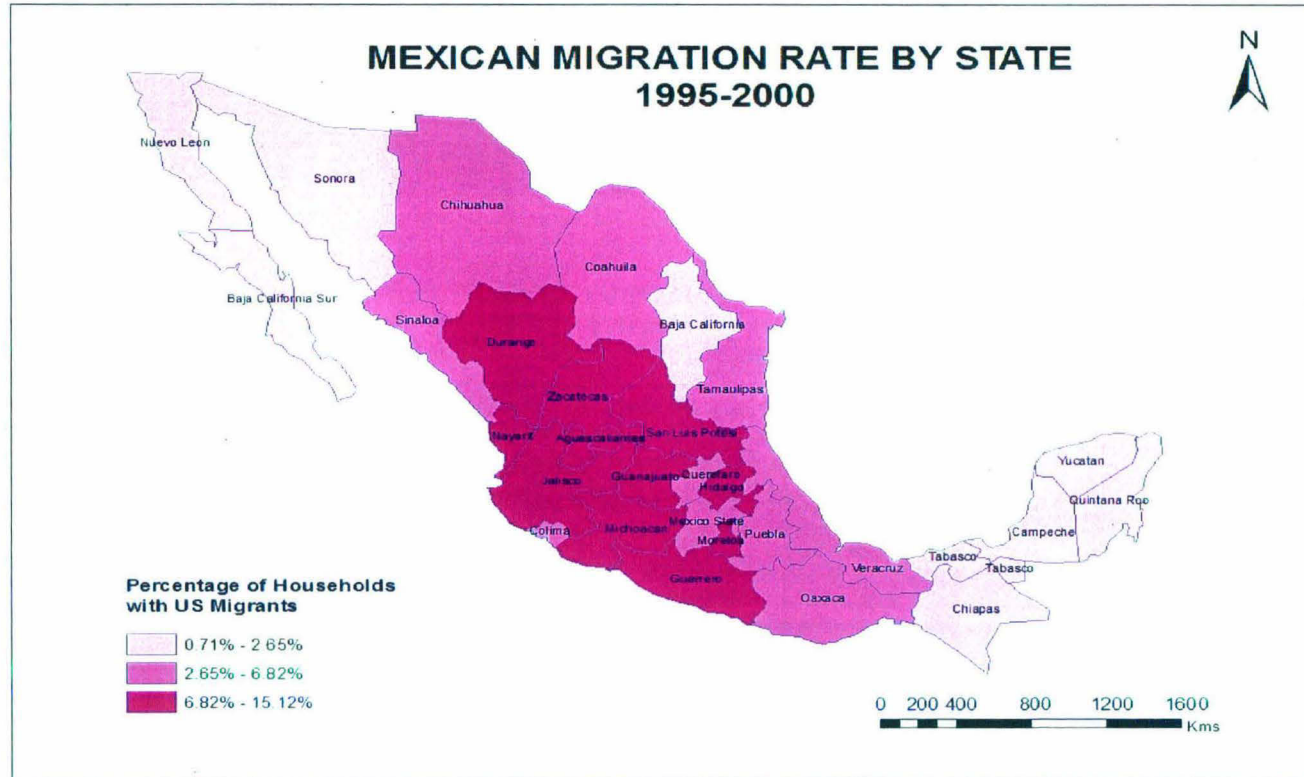 MEXICAN MIGRATION RATE BY STATE
1995-2000
N
Nuevo Leon
Sonora
Chihuahua
Coahuila
Baja California Sur
Sinaloa
Baja California
Durango
Tamaulipas
Zacatecas
Nayarit
Aguascalientes
San Luis Potosi
Jalisco
Guanajuato
Queretaro
Hidalgo
Yucatan
Quintana Roo
Campeche
Colima
Michoacan
Mexico State
Morelos
Puebla
Tabasco
Tabasco
Veracruz
Guerrero
Oaxaca
Chiapas
Percentage of Households
with US Migrants
0.71% - 2.65%
2.65% - 6.82%
6.82% - 15.12%
0 200 400 800 1200 1600
Kms